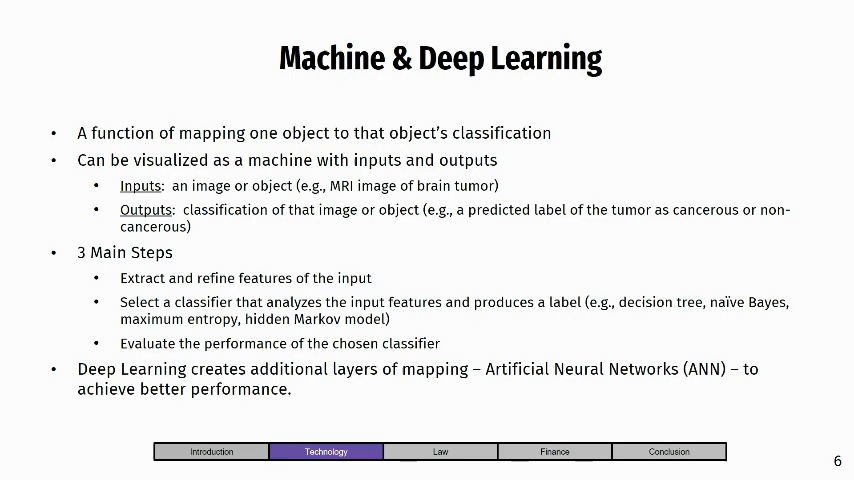 Machine & Deep Learning
• A function of mapping one object to that object's classification
• Can be visualized as a machine with inputs and outputs
• Inputs: an image or object (e.g., MRI image of brain tumor)
• Outputs: classification of that image or object (e.g., a predicted label of the tumor as cancerous or non-
cancerous)
• 3 Main Steps
• Extract and refine features of the input
• Select a classifier that analyzes the input features and produces a label (e.g., decision tree, naïve Bayes,
maximum entropy, hidden Markov model)
• Evaluate the performance of the chosen classifier
• Deep Learning creates additional layers of mapping – Artificial Neural Networks (ANN) – to
achieve better performance.
Introduction Technology Law Finance Conclusion
6